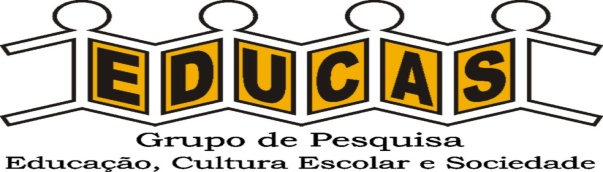 EDUCAS
Grupo de Pesquisa
Educação, Cultura Escolar e Sociedade